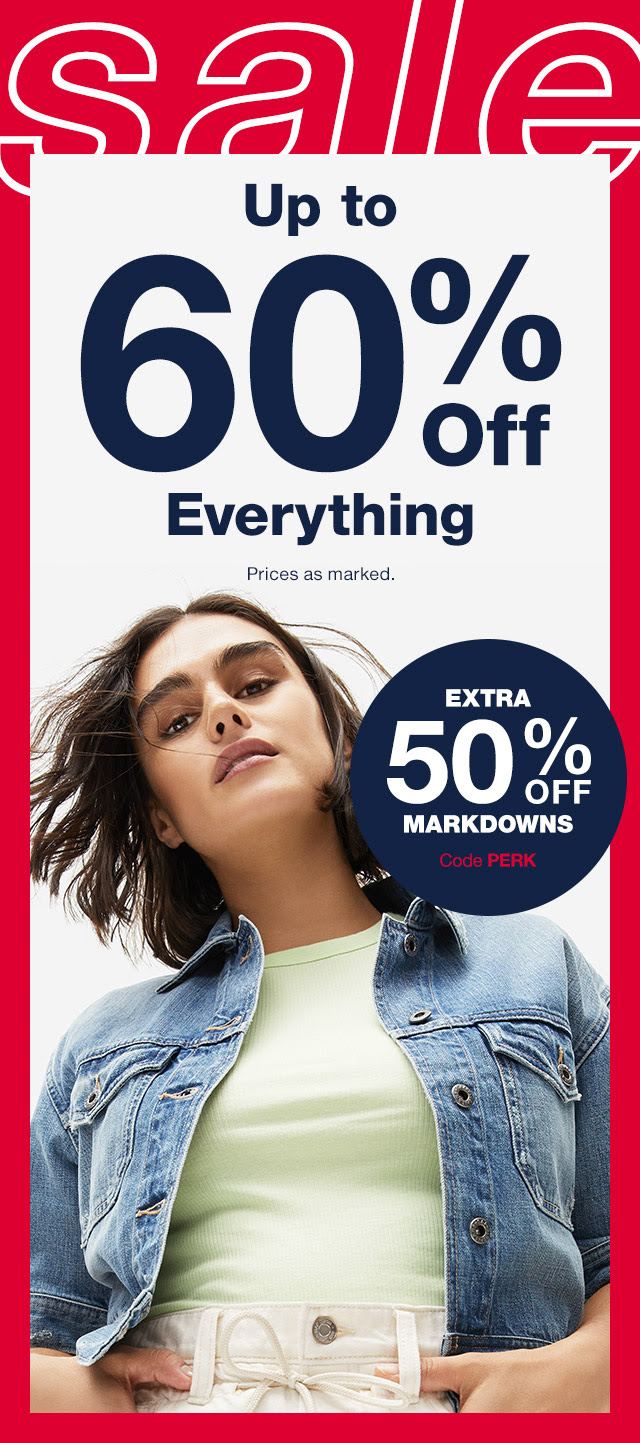 sale
Up to
60%
Off
Everything
Prices as marked.
EXTRA
50%
OFF
MARKDOWNS
Code PERK